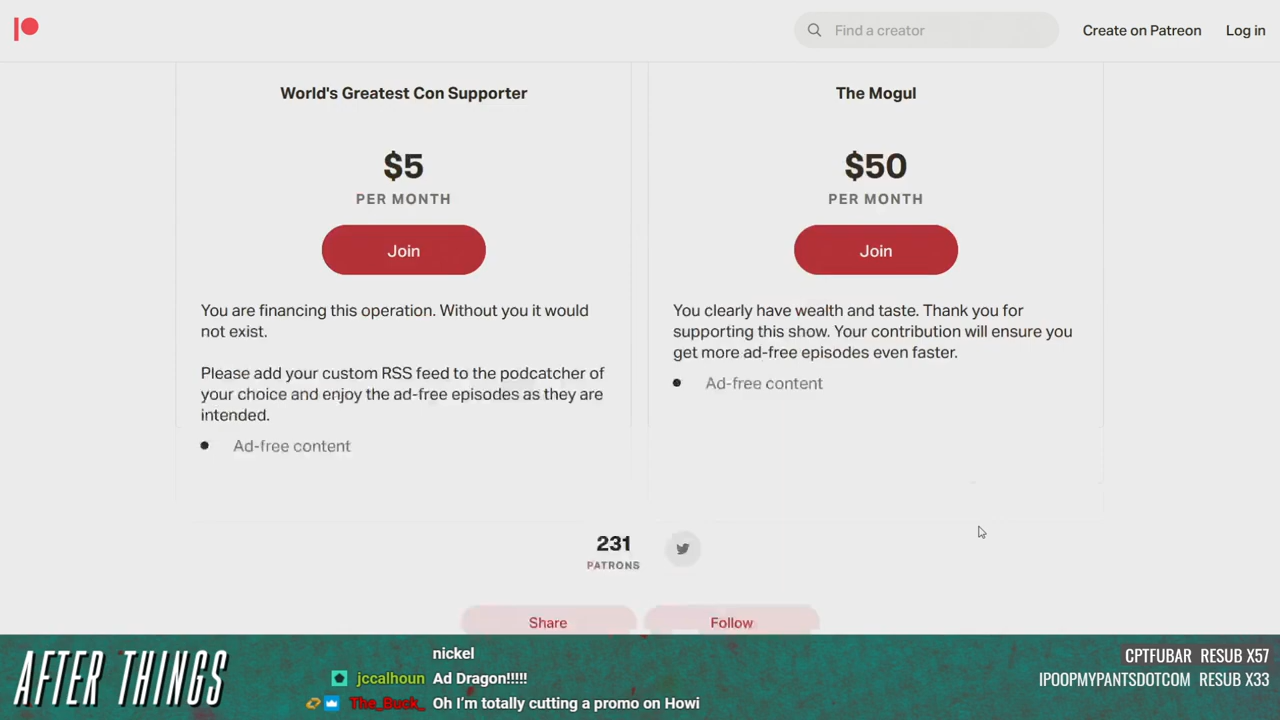 Find a creator
Create on Patreon
Log in
World's Greatest Con Supporter
$5
PER MONTH
Join
You are financing this operation. Without you it would
not exist.
Please add your custom RSS feed to the podcatcher of
your choice and enjoy the ad-free episodes as they are
intended.
Ad-free content
The Mogul
$50
PER MONTH
Join
You clearly have wealth and taste. Thank you for
supporting this show. Your contribution will ensure you
get more ad-free episodes even faster.
Ad-free content
231
PATRONS
Share
Follow
AFTER THINGS
nickel
jccalhoun Ad Dragon!!!!!
The_Buck_ Oh I'm totally cutting a promo on Howi
CPTFUBAR RESUB X57
IPOOPMYPANTSDOTCOM RESUB X33